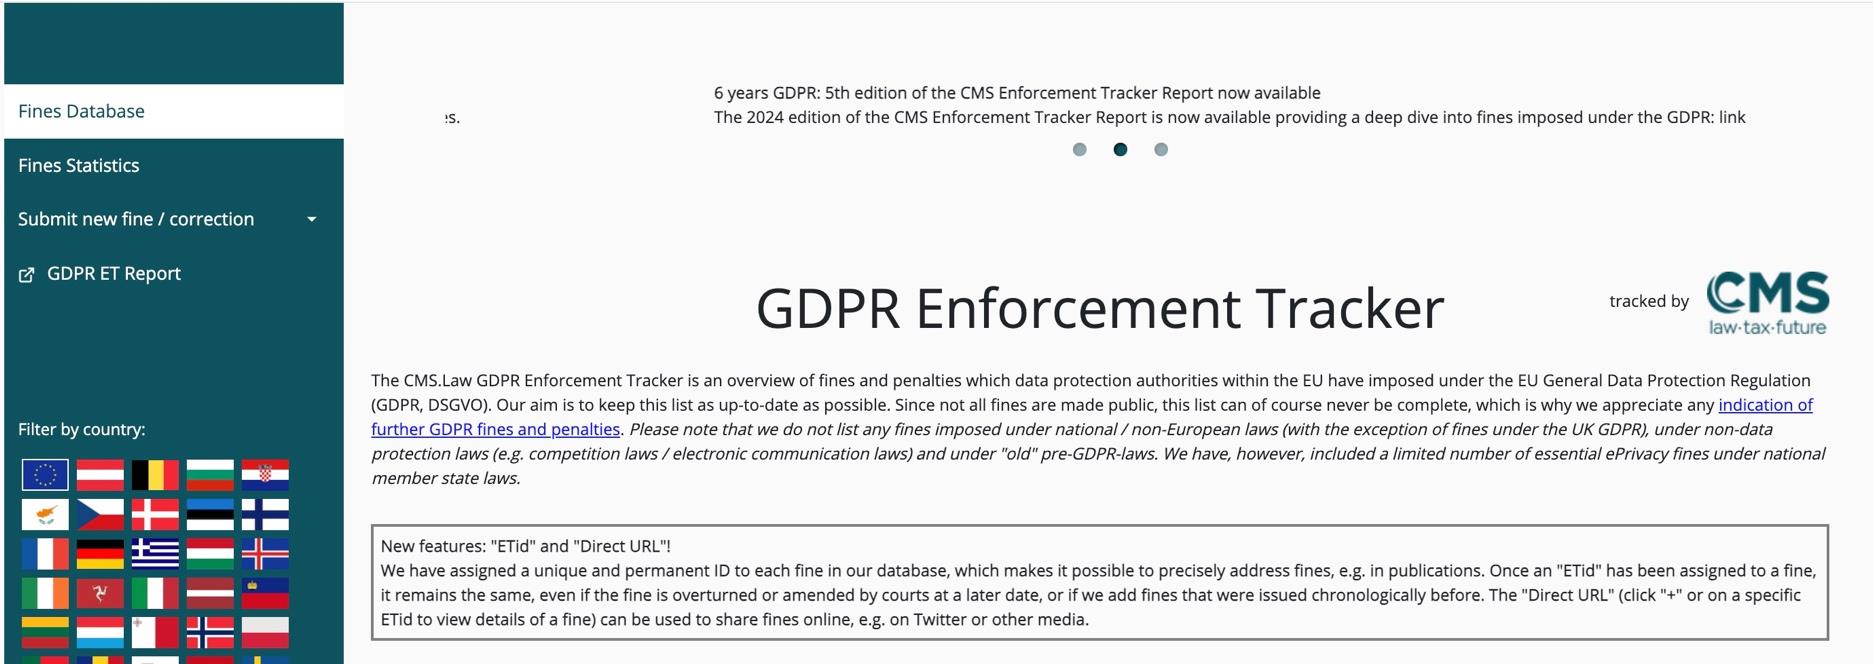 Fines Database
Fines Statistics
Submit new fine / correction
GDPR ET Report
Filter by country:
s.
6 years GDPR: 5th edition of the CMS Enforcement Tracker Report now available
The 2024 edition of the CMS Enforcement Tracker Report is now available providing a deep dive into fines imposed under the GDPR: link
GDPR Enforcement Tracker
tracked by
CMS
law·tax·future
The CMS.Law GDPR Enforcement Tracker is an overview of fines and penalties which data protection authorities within the EU have imposed under the EU General Data Protection Regulation
(GDPR, DSGVO). Our aim is to keep this list as up-to-date as possible. Since not all fines are made public, this list can of course never be complete, which is why we appreciate any indication of
further GDPR fines and penalties. Please note that we do not list any fines imposed under national / non-European laws (with the exception of fines under the UK GDPR), under non-data
protection laws (e.g. competition laws / electronic communication laws) and under "old" pre-GDPR-laws. We have, however, included a limited number of essential ePrivacy fines under national
member state laws.
New features: "ETid" and "Direct URL"!
We have assigned a unique and permanent ID to each fine in our database, which makes it possible to precisely address fines, e.g. in publications. Once an "ETid" has been assigned to a fine,
it remains the same, even if the fine is overturned or amended by courts at a later date, or if we add fines that were issued chronologically before. The "Direct URL" (click "+" or on a specific
ETid to view details of a fine) can be used to share fines online, e.g. on Twitter or other media.